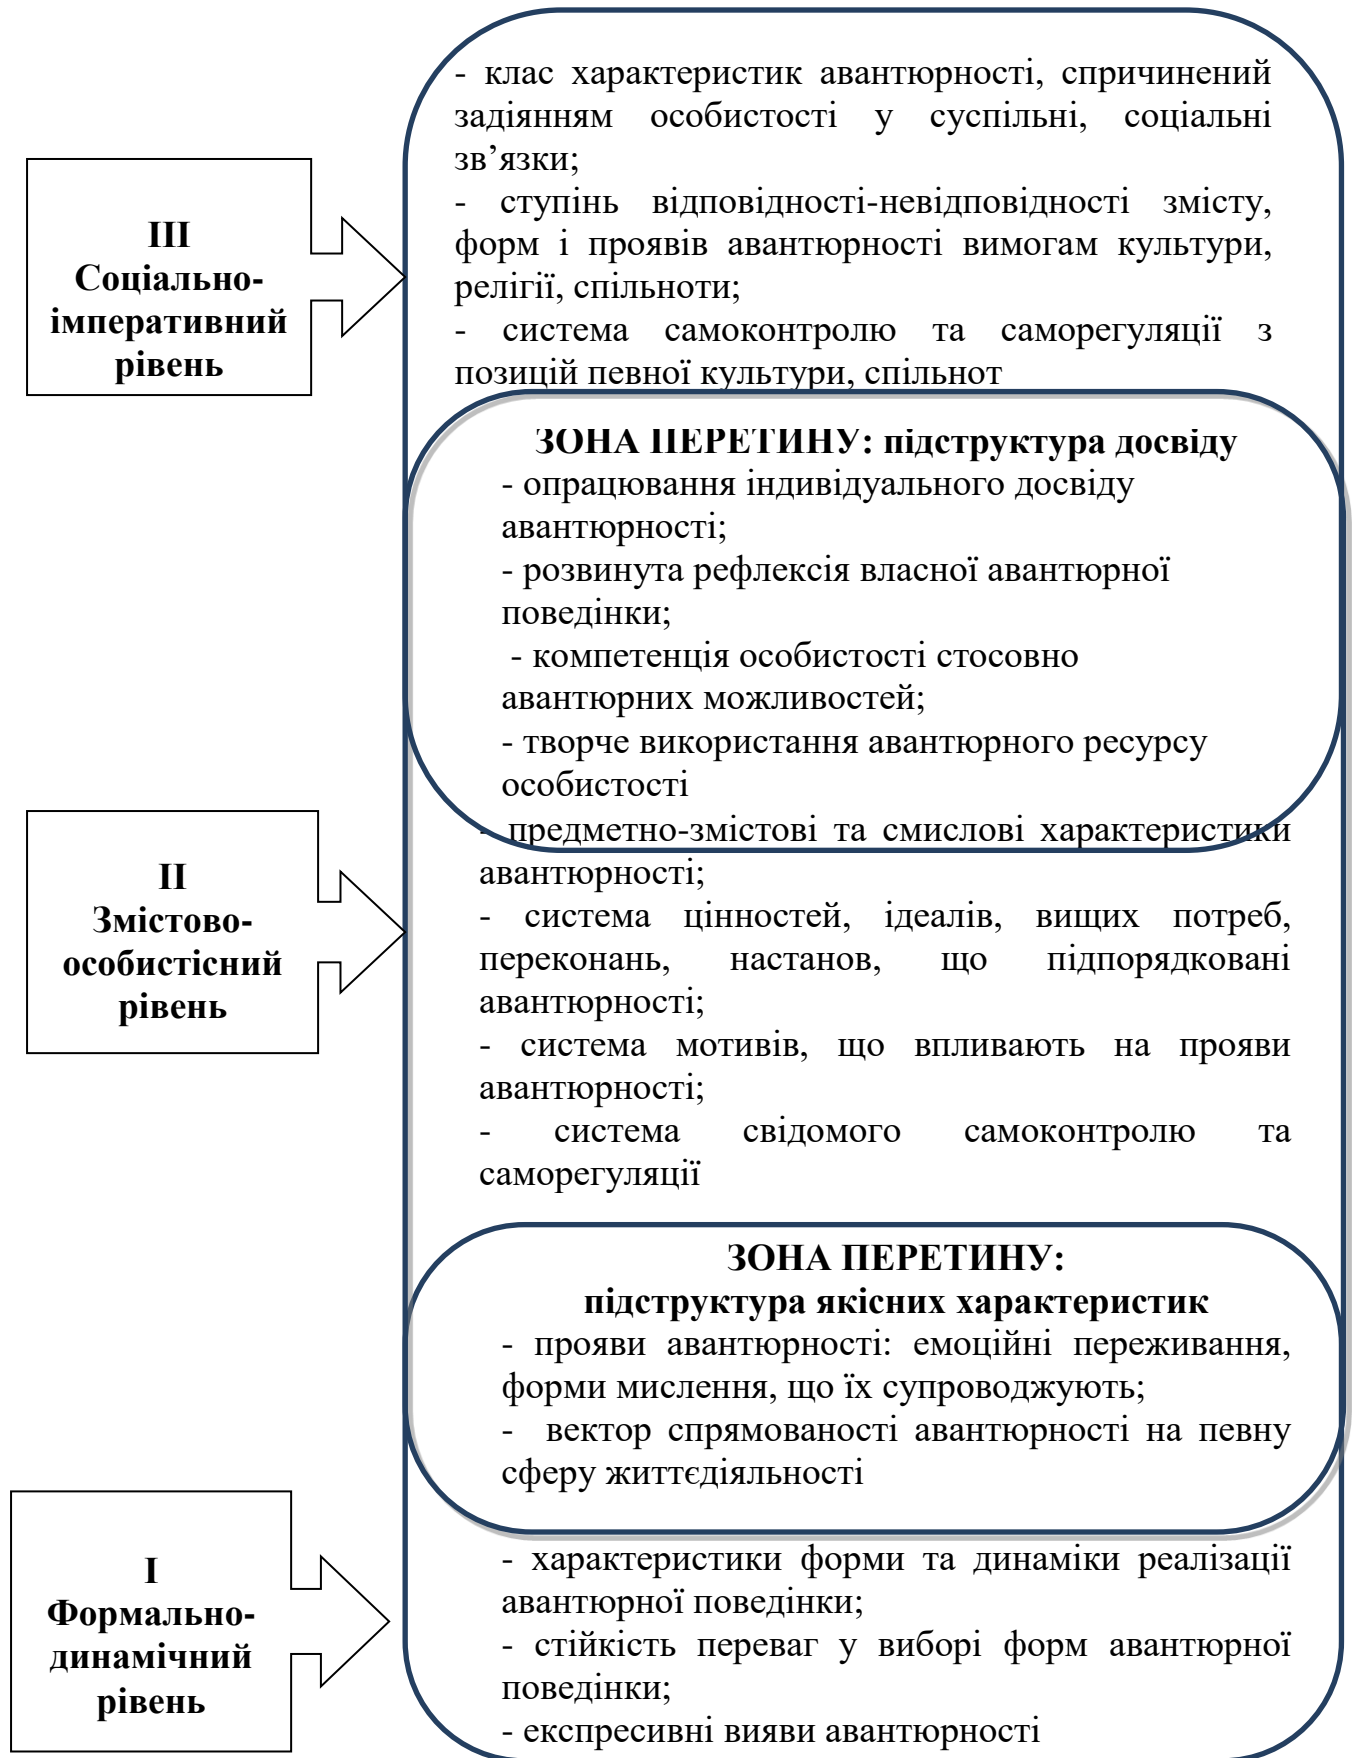 - клас характеристик авантюрності, спричинений
задіянням особистості у суспільні, соціальні
зв’язки;
- ступінь відповідності-невідповідності змісту,
форм і проявів авантюрності вимогам культури,
релігії, спільноти;
- система самоконтролю та саморегуляції з
позицій певної культури, спільнот
III
Соціально-
імперативний
рівень
ЗОНА ПЕРЕТИНУ: підструктура досвіду
- опрацювання індивідуального досвіду
авантюрності;
- розвинута рефлексія власної авантюрної
поведінки;
- компетенція особистості стосовно
авантюрних можливостей;
- творче використання авантюрного ресурсу
особистості
- предметно-змістові та смислові характеристики
авантюрності;
- система цінностей, ідеалів, вищих потреб,
переконань, настанов, що підпорядковані
авантюрності;
- система мотивів, що впливають на прояви
авантюрності;
- система свідомого самоконтролю та
саморегуляції
II
Змістово-
особистісний
рівень
ЗОНА ПЕРЕТИНУ:
підструктура якісних характеристик
- прояви авантюрності: емоційні переживання,
форми мислення, що їх супроводжують;
- вектор спрямованості авантюрності на певну
сферу життєдіяльності
I
Формально-
динамічний
рівень
- характеристики форми та динаміки реалізації
авантюрної поведінки;
- стійкість переваг у виборі форм авантюрної
поведінки;
- експресивні вияви авантюрності